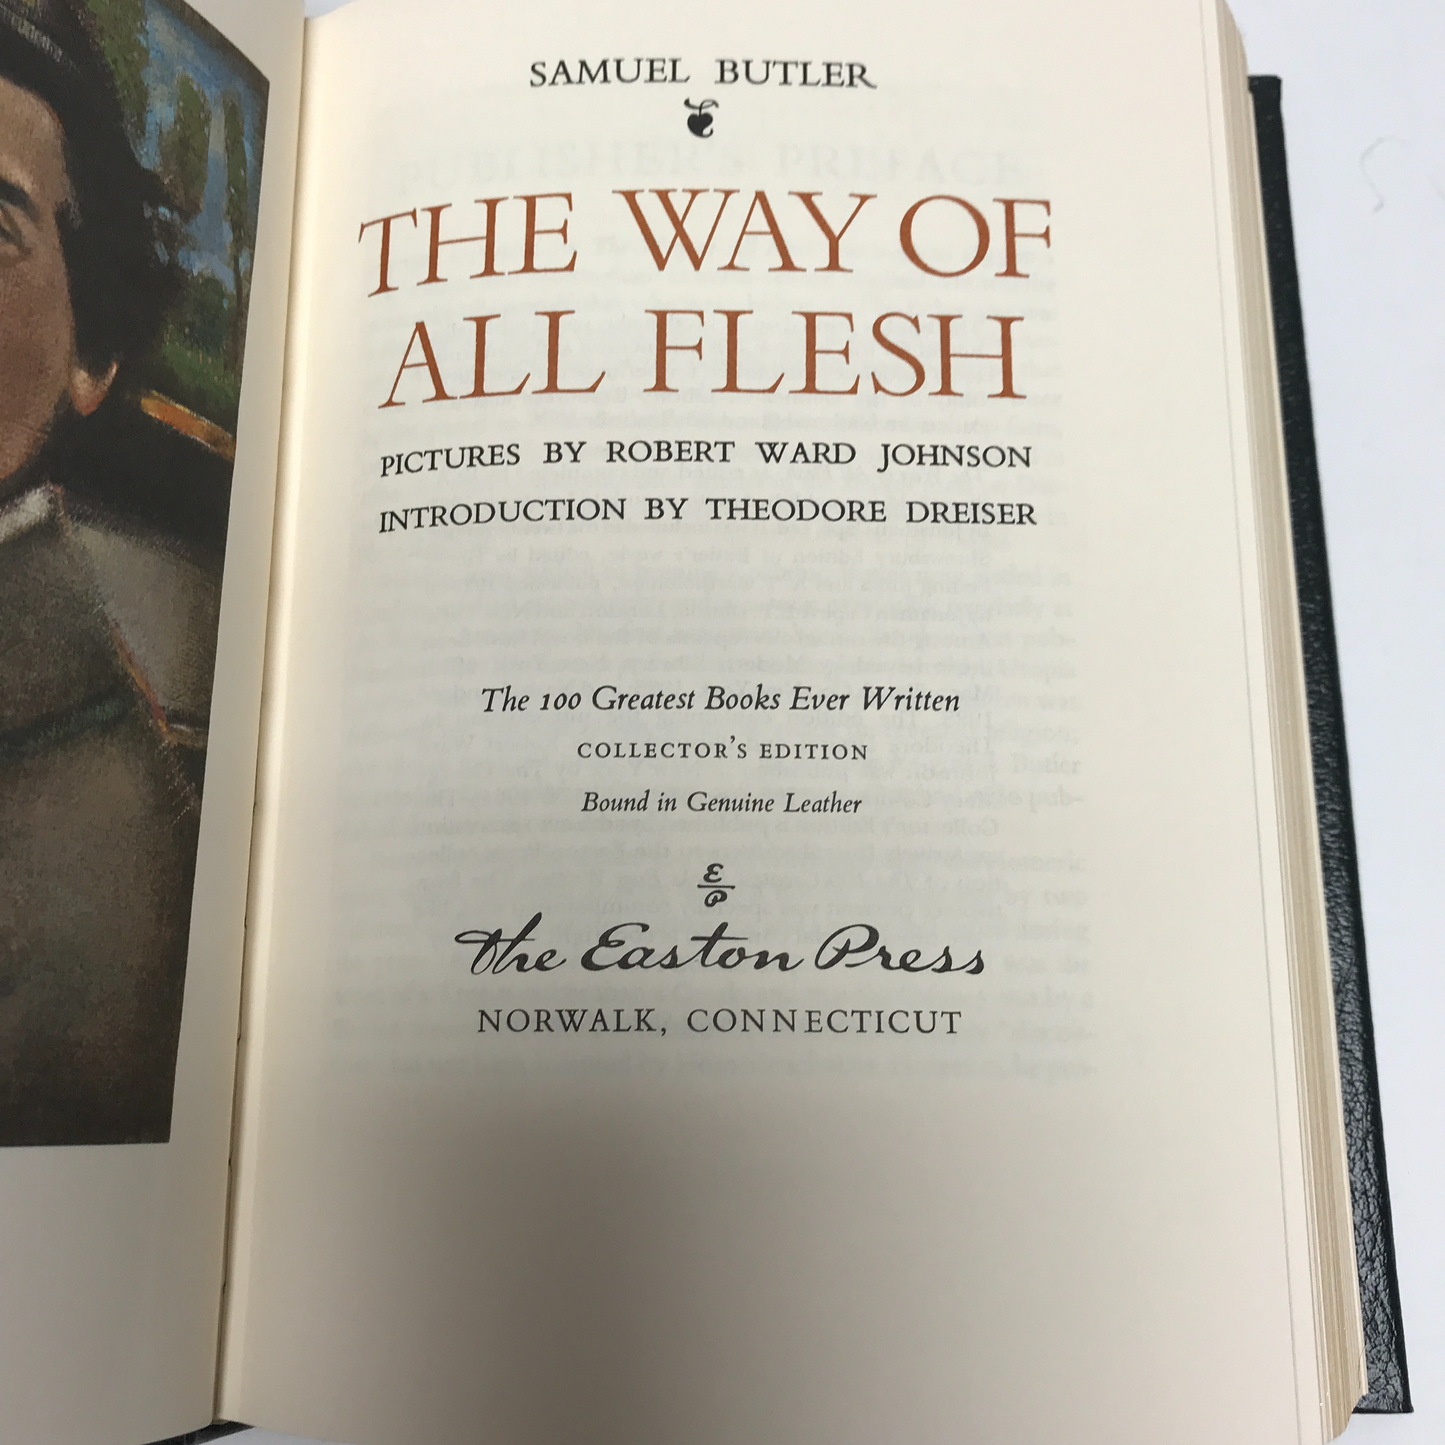 SAMUEL BUTLER
THE WAY OF
ALL FLESH
PICTURES BY ROBERT WARD JOHNSON
INTRODUCTION BY THEODORE DREISER
The 100 Greatest Books Ever Written
COLLECTOR'S EDITION
Bound in Genuine Leather
E
P
The Easton Press
NORWALK, CONNECTICUT